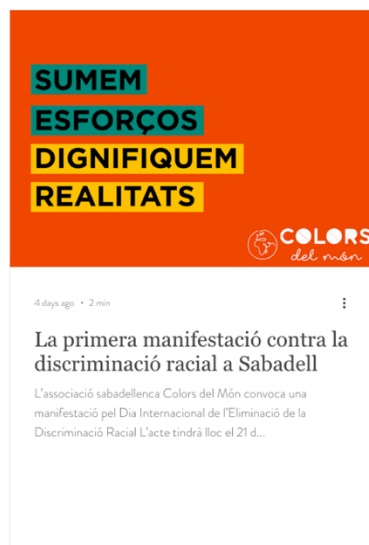 SUMEM
ESFORÇOS
DIGNIFIQUEM
REALITATS
COLORS
del món
4 days ago • 2 min
La primera manifestació contra la
discriminació racial a Sabadell
L'associació sabadellenca Colors del Món convoca una
manifestació pel Dia Internacional de l'Eliminació de la
Discriminació Racial L'acte tindrà lloc el 21 d...